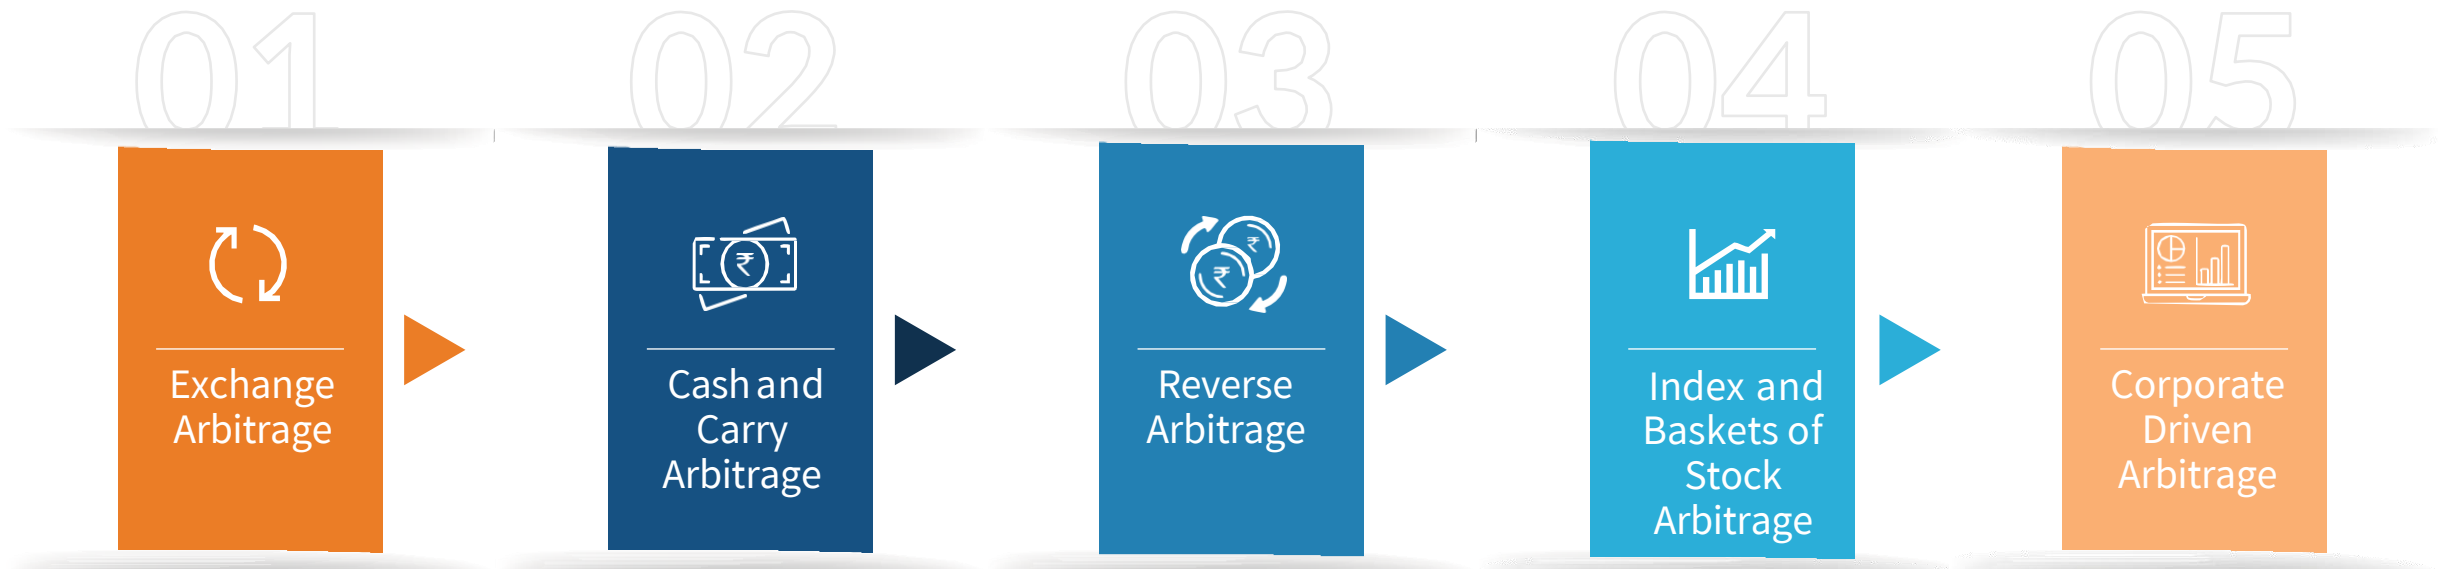 01
Exchange
Arbitrage
02
₹
Cash and
Carry
Arbitrage
03
₹
₹
Reverse
Arbitrage
04
Index and
Baskets of
Stock
Arbitrage
05
Corporate
Driven
Arbitrage